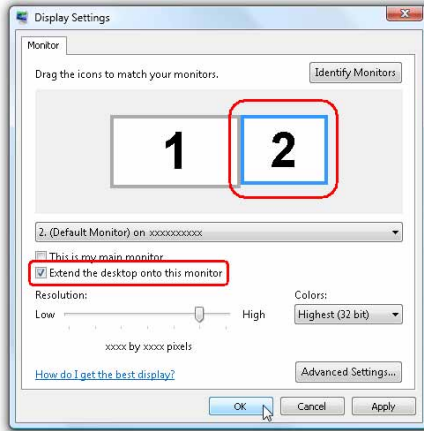 Display Settings
Monitor
Drag the icons to match your monitors.
Identify Monitors
1
2
2. (Default Monitor) on xxxxxxxxxx
This is my main monitor
Extend the desktop onto this monitor
Resolution:
Colors:
Low
High
Highest (32 bit)
xxxx by xxxx pixels
How do I get the best display?
Advanced Settings...
OK
Cancel
Apply